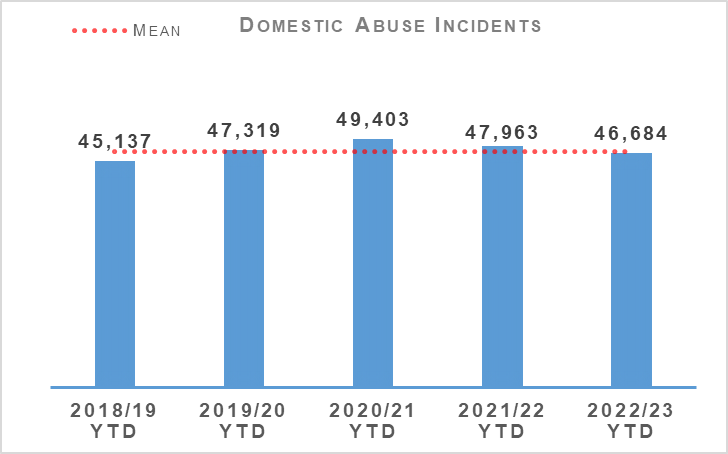 Mean
Domestic Abuse Incidents
45,137
47,319
49,403
47,963
46,684
2018/19 YTD
2019/20 YTD
2020/21 YTD
2021/22 YTD
2022/23 YTD